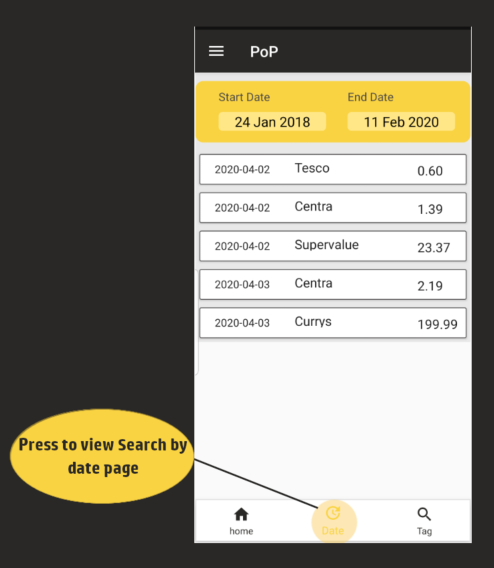 PoP
Start Date End Date
24 Jan 2018 11 Feb 2020
2020-04-02 Tesco 0.60
2020-04-02 Centra 1.39
2020-04-02 Supervalue 23.37
2020-04-03 Centra 2.19
2020-04-03 Currys 199.99
Press to view Search by
date page
home Date Tag